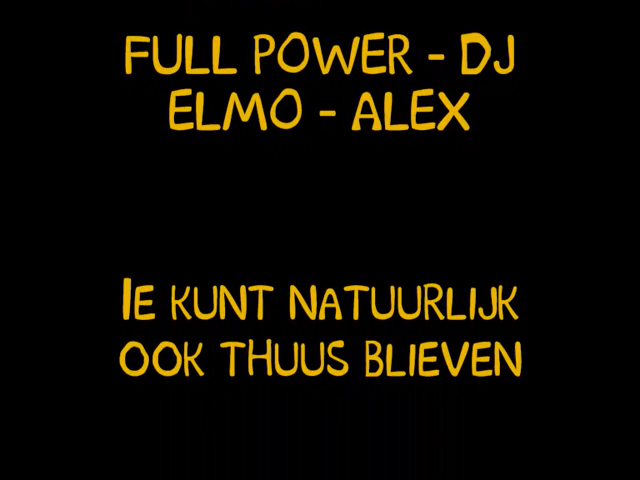 FULL POWER - DJ
ELMO - ALEX
IE KUNT NATUURLIJK
OOK THUUS BLIEVEN